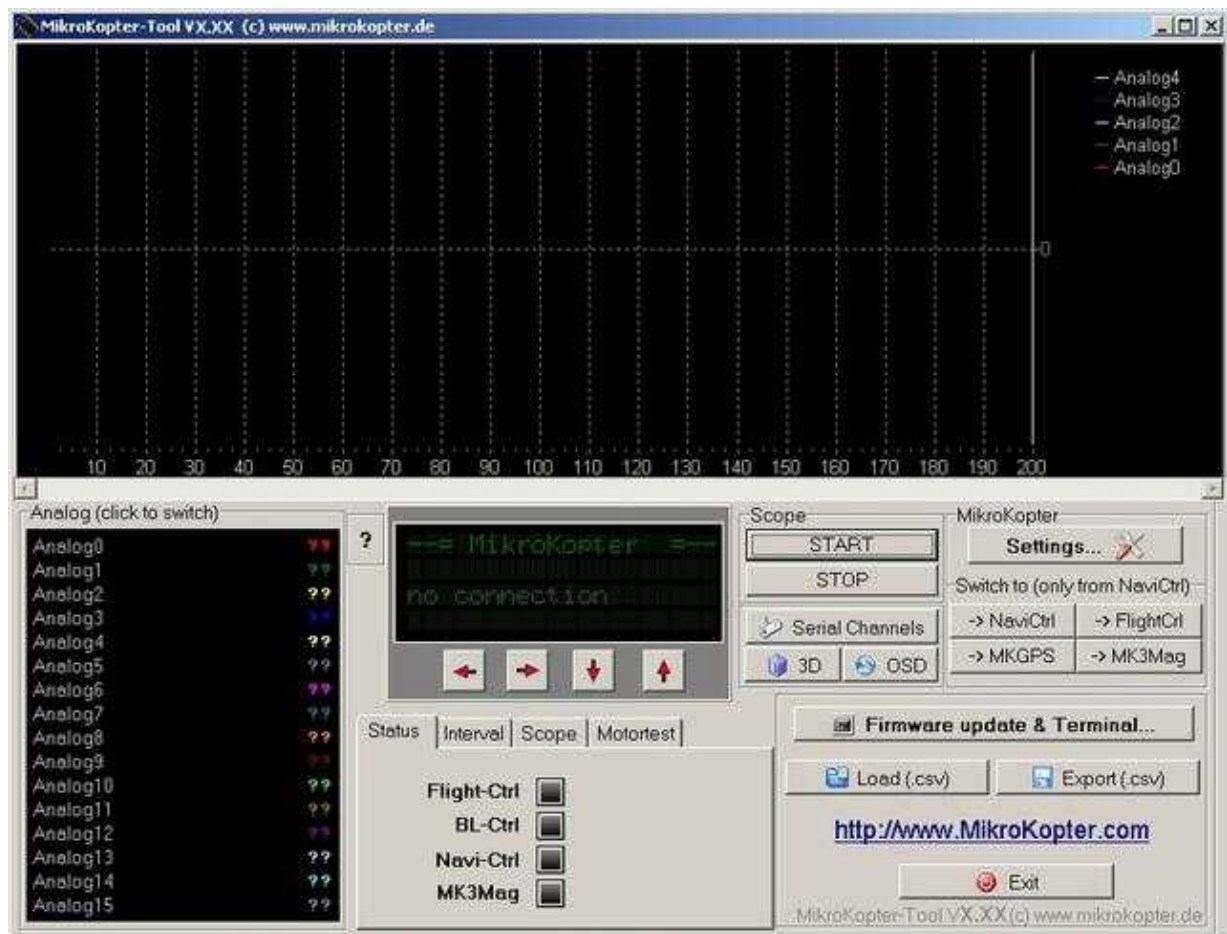 MikroKopter-Tool VX.XX (c) www.mikrokopter.de
Analog4
Analog3
Analog2
Analog1
Analog0
0
10 20 30 40 50 60 70 80 90 100 110 120 130 140 150 160 170 180 190 200
Analog (click to switch)
Analog0 ??
Analog1 ??
Analog2 ??
Analog3 ??
Analog4 ??
Analog5 ??
Analog6 ??
Analog7 ??
Analog8 ??
Analog9 ??
Analog10 ??
Analog11 ??
Analog12 ??
Analog13 ??
Analog14 ??
Analog15 ??
?
--= MikroKopter =--
no connection
Status Interval Scope Motortest
Flight-Ctrl
BL-Ctrl
Navi-Ctrl
MK3Mag
Scope
START
STOP
Serial Channels
3D OSD
MikroKopter
Settings...
Switch to (only from NaviCtrl)
-> NaviCtrl -> FlightCrl
-> MKGPS -> MK3Mag
Firmware update & Terminal...
Load (.csv) Export (.csv)
http://www.MikroKopter.com
Exit
MikroKopter-Tool VX.XX (c) www.mikrokopter.de